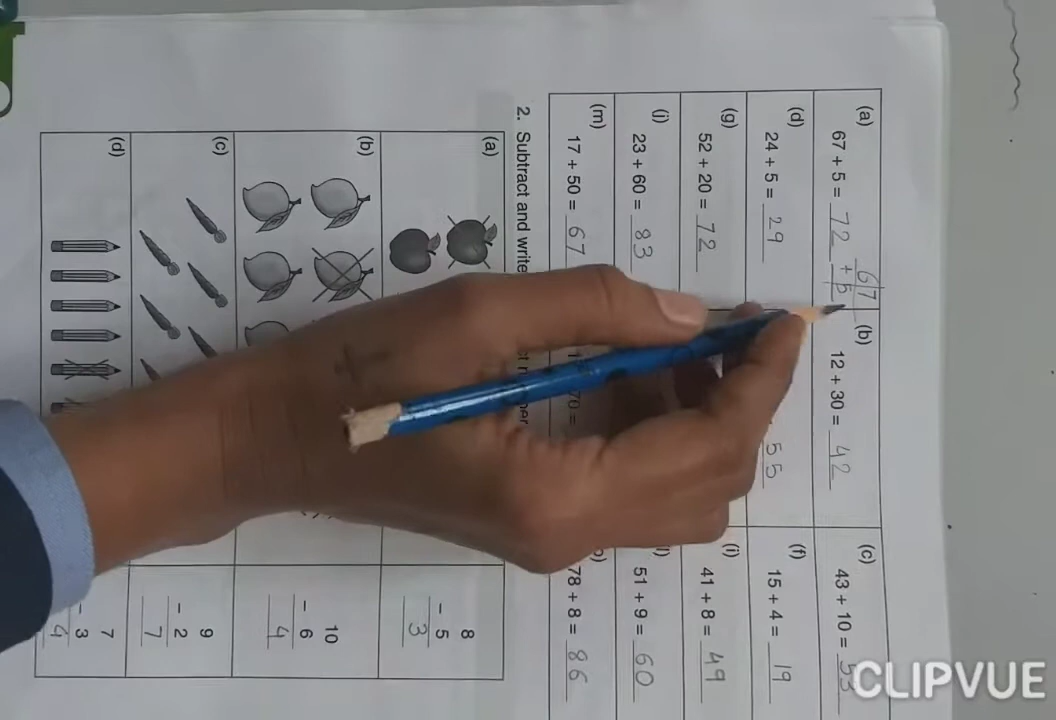 (a) 67 + 5 = 72
67
+ 5
(b) 12 + 30 = 42
(c) 43 + 10 = 53
(d) 24 + 5 = 29
55
(f) 15 + 4 = 19
(g) 52 + 20 = 72
(i) 41 + 8 = 49
(j) 23 + 60 = 83
51 + 9 = 60
(m) 17 + 50 = 67
70 =
78 + 8 = 86
2. Subtract and write
(a)
8
- 5
3
(b)
10
- 6
4
(c)
9
- 2
7
(d)
7
- 3
4
CLIPVUE